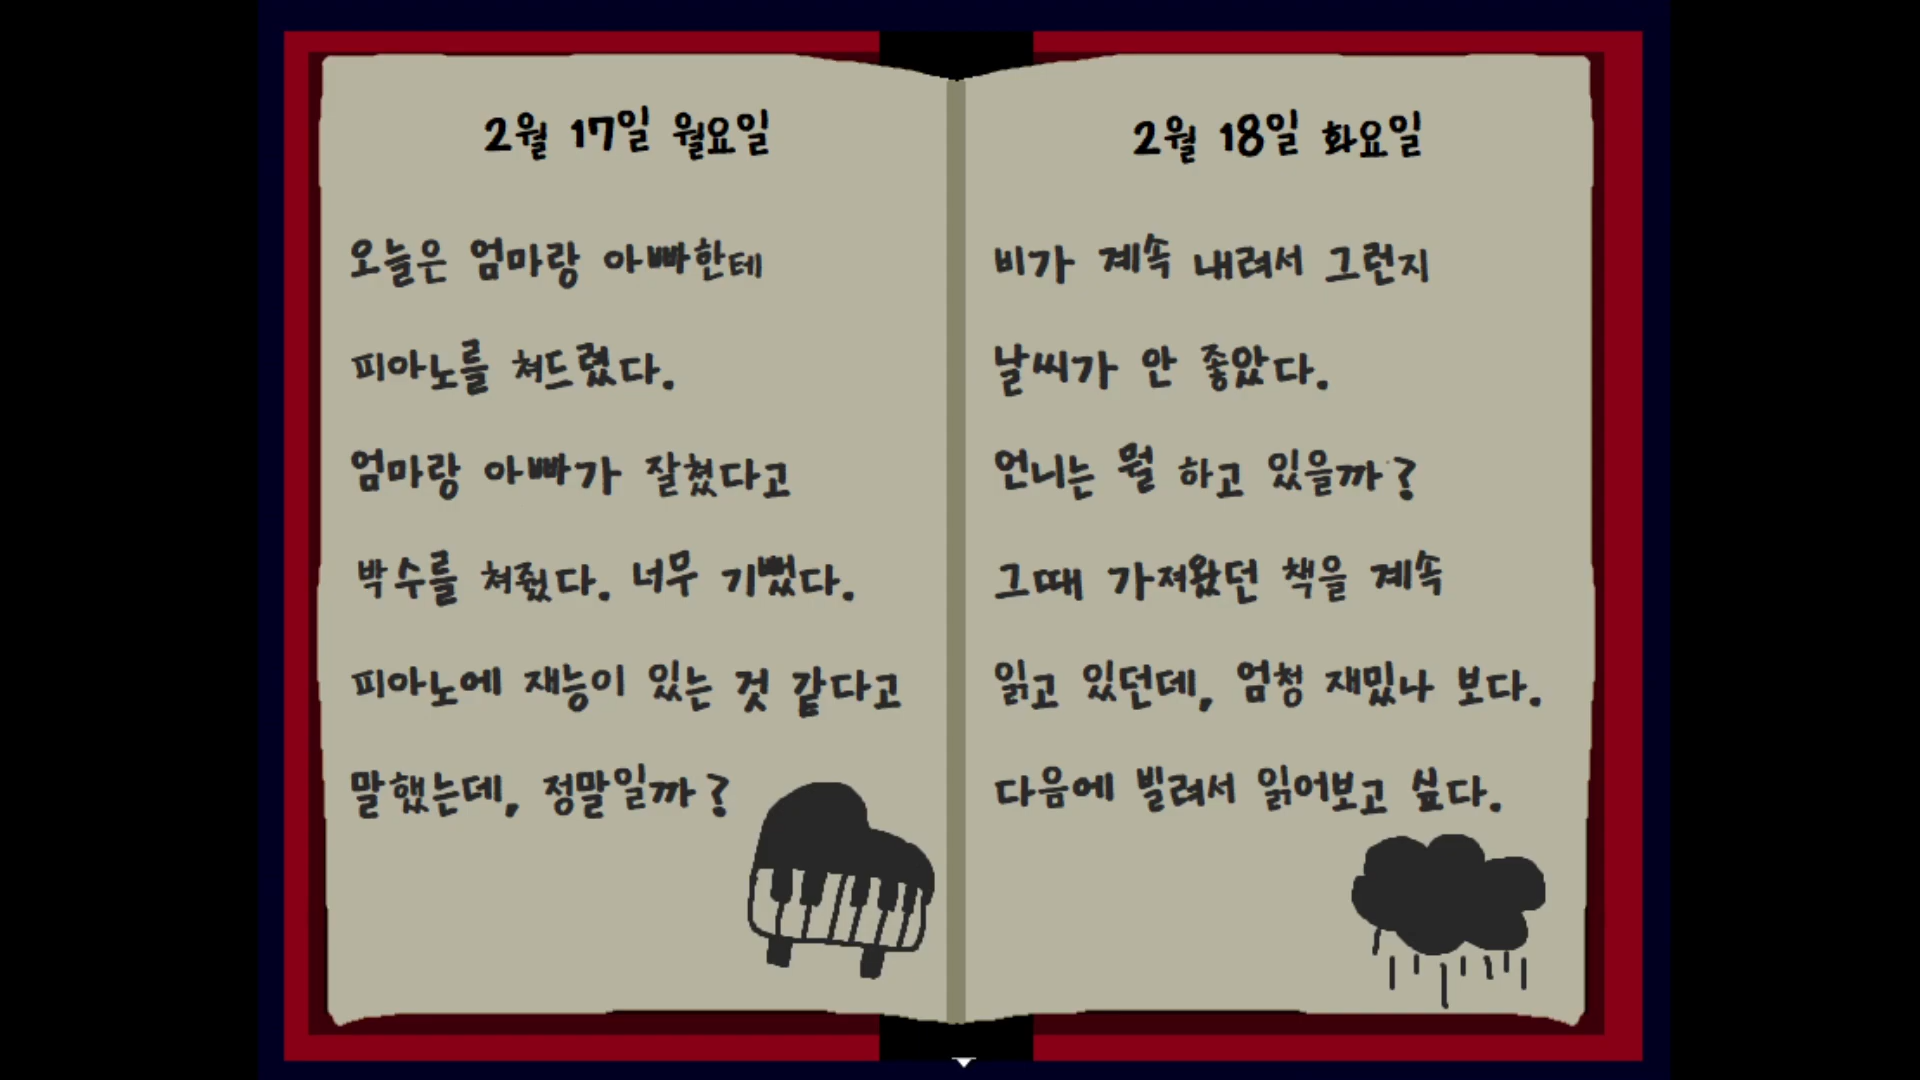 2월 17일 월요일
오늘은 엄마랑 아빠한테
피아노를 쳐드렸다.
엄마랑 아빠가 잘쳤다고
박수를 쳐줬다. 너무 기뻤다.
피아노에 재능이 있는 것 같다고
말했는데, 정말일까?
2월 18일 화요일
비가 계속 내려서 그런지
날씨가 안 좋았다.
언니는 뭘 하고 있을까?
그때 가져왔던 책을 계속
읽고 있던데, 엄청 재밌나 보다.
다음에 빌려서 읽어보고 싶다.